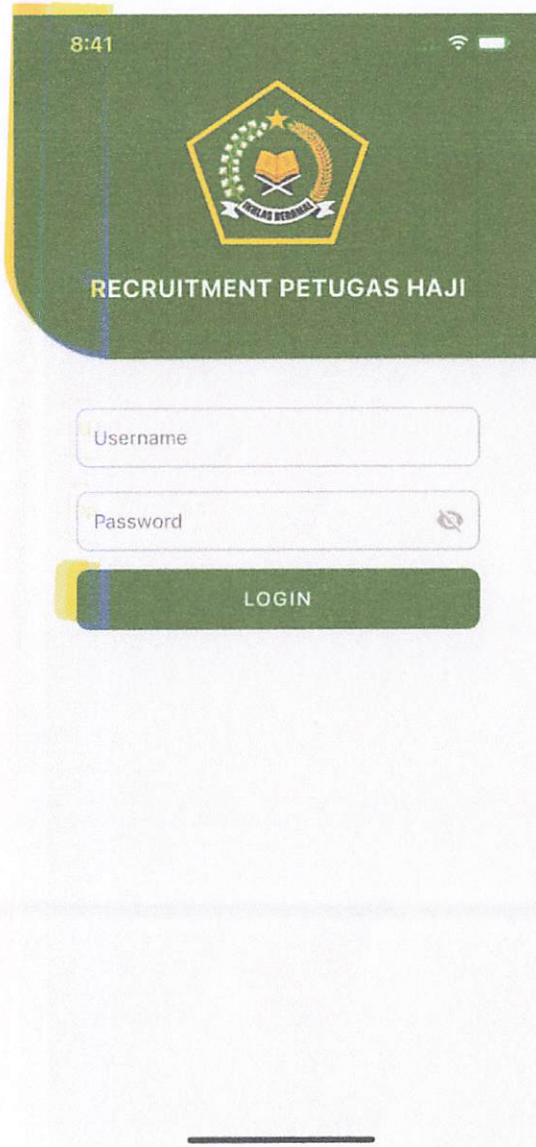 8:41
IKHLAS BERAMAL
RECRUITMENT PETUGAS HAJI
Username
Password
LOGIN